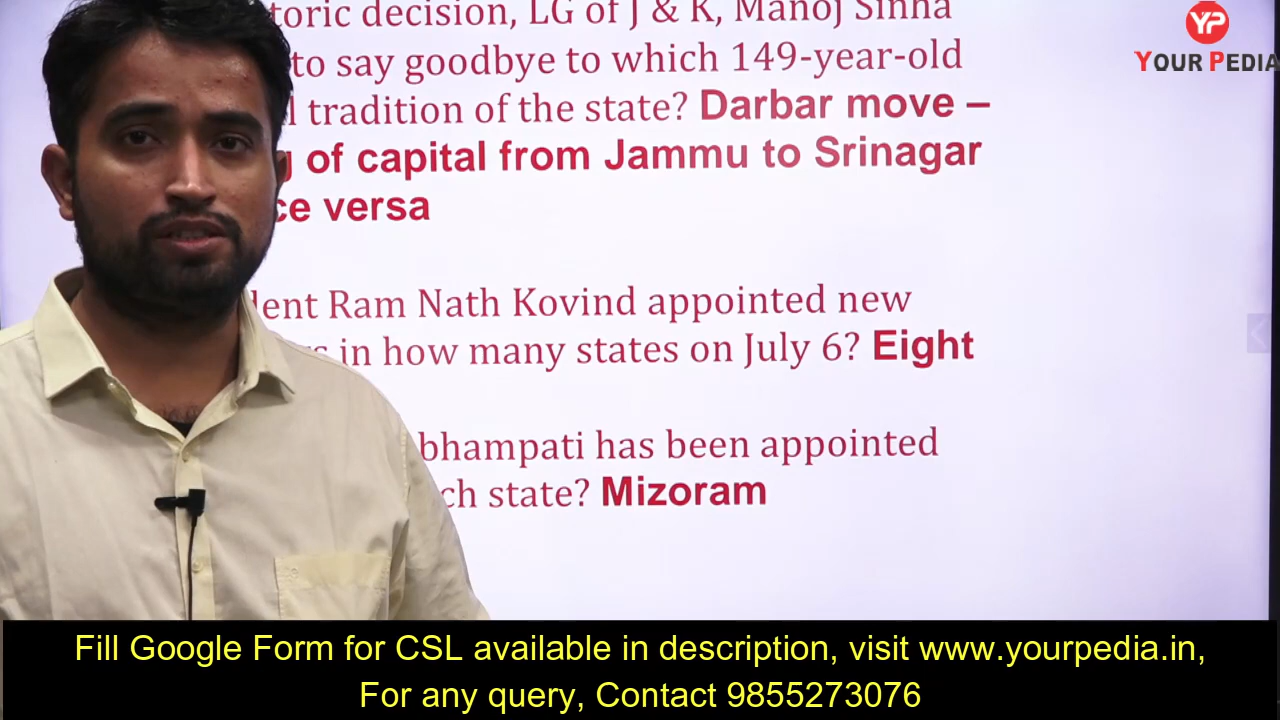 toric decision, LG of J & K, Manoj Sinha
to say goodbye to which 149-year-old
l tradition of the state? Darbar move –
g of capital from Jammu to Srinagar
ce versa
dent Ram Nath Kovind appointed new
rs in how many states on July 6? Eight
bhampati has been appointed
ch state? Mizoram
YP
YOUR PEDIA
Fill Google Form for CSL available in description, visit www.yourpedia.in,
For any query, Contact 9855273076